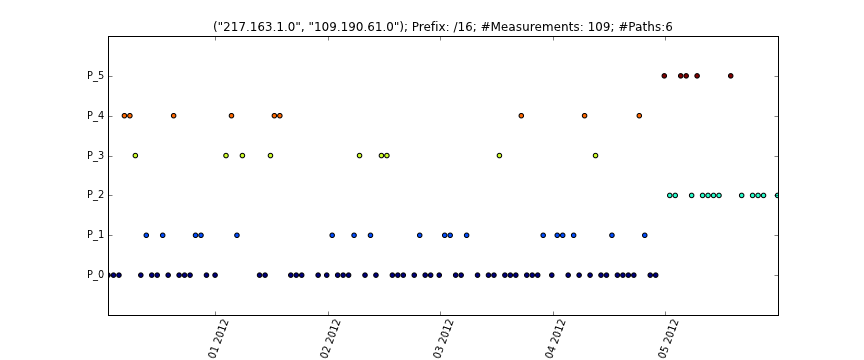 ("217.163.1.0", "109.190.61.0"); Prefix: /16; #Measurements: 109; #Paths:6
P_5
P_4
P_3
P_2
P_1
P_0
01 2012
02 2012
03 2012
04 2012
05 2012